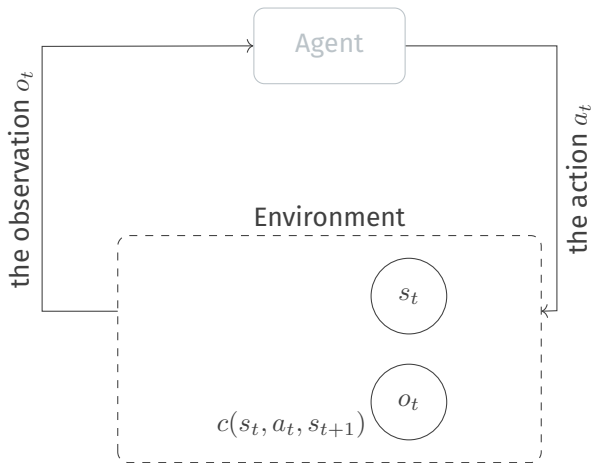 Agent
the observation o_t
the action a_t
Environment
s_t
o_t
c(s_t, a_t, s_{t+1})